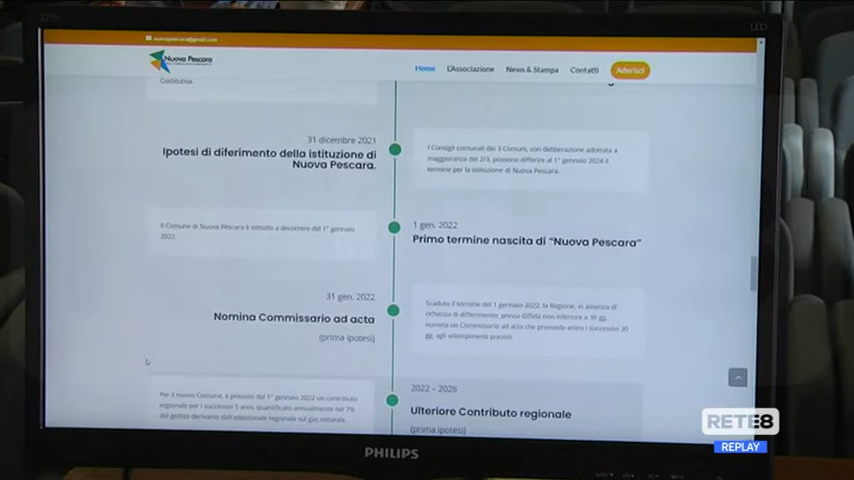 LED
Nuova Pescara
Home L'Associazione News & Stampa Contatti Aderisci
Costitutiva.
31 dicembre 2021
Ipotesi di diferimento della istituzione di
Nuova Pescara.
I Consigli comunali dei 3 Comuni, con deliberazione adottata a
maggioranza dei 2/3, possono differire al 1° gennaio 2024 il
termine per la istituzione di Nuova Pescara.
Il Comune di Nuova Pescara è istituito a decorrere dal 1° gennaio
2022.
1 gen. 2022
Primo termine nascita di “Nuova Pescara”
31 gen. 2022
Nomina Commissario ad acta
(prima ipotesi)
Scaduto il termine del 1 gennaio 2022, la Regione, in assenza di
richiesta di differimento, previa diffida non inferiore a 30 gg.,
nomina un Commissario ad acta che provvede entro i successivi 30
gg. agli adempimenti previsti.
Per il nuovo Comune, è previsto dal 1° gennaio 2022 un contributo
regionale per i successivi 5 anni, quantificato annualmente nel 7%
del gettito derivante dall'addizionale regionale sul gas naturale.
2022 – 2026
Ulteriore Contributo regionale
(prima ipotesi)
RETE8
REPLAY
PHILIPS